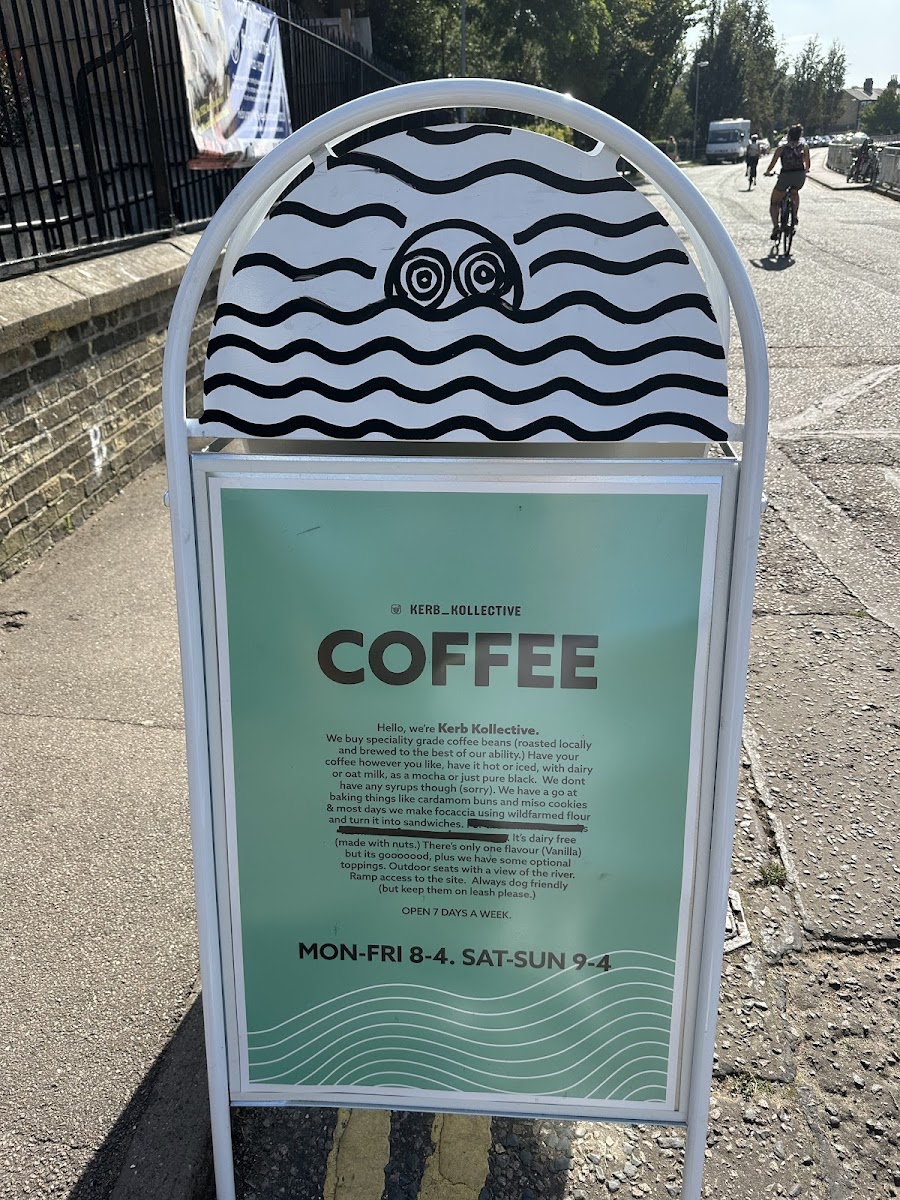 KERB_KOLLECTIVE
COFFEE
Hello, we're Kerb Kollective.
We buy speciality grade coffee beans (roasted locally
and brewed to the best of our ability.) Have your
coffee however you like, have it hot or iced, with dairy
or oat milk, as a mocha or just pure black. We dont
have any syrups though (sorry). We have a go at
baking things like cardamom buns and miso cookies
& most days we make focaccia using wildfarmed flour
and turn it into sandwiches.
It's dairy free
(made with nuts.) There's only one flavour (Vanilla)
but its gooooood, plus we have some optional
toppings. Outdoor seats with a view of the river.
Ramp access to the site. Always dog friendly
(but keep them on leash please.)
OPEN 7 DAYS A WEEK.
MON-FRI 8-4. SAT-SUN 9-4